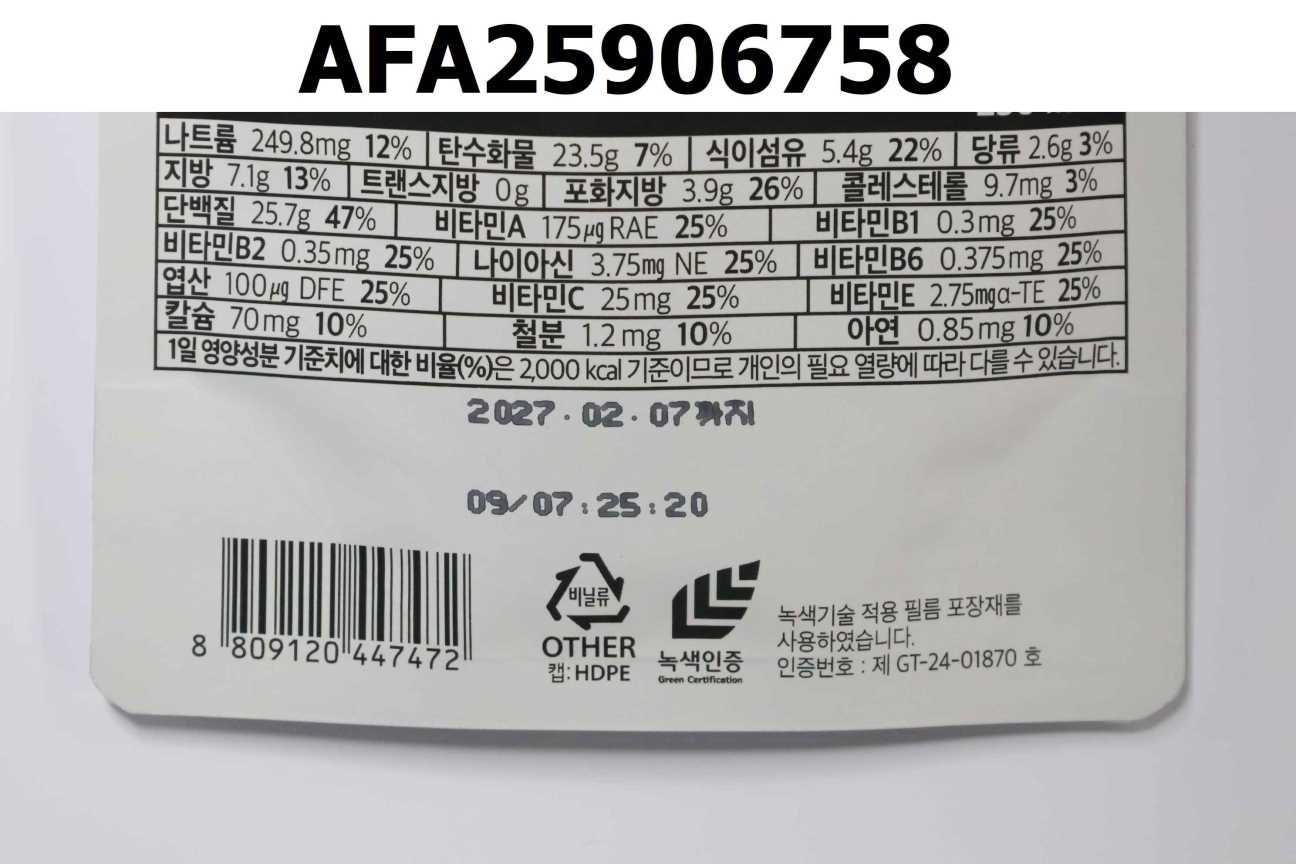 AFA25906758
나트륨 249.8mg 12% 탄수화물 23.5g 7% 식이섬유 5.4g 22% 당류 2.6g 3%
지방 7.1g 13% 트랜스지방 0g 포화지방 3.9g 26% 콜레스테롤 9.7mg 3%
단백질 25.7g 47% 비타민A 175㎍ RAE 25% 비타민B1 0.3mg 25%
비타민B2 0.35mg 25% 나이아신 3.75mg NE 25% 비타민B6 0.375mg 25%
엽산 100㎍ DFE 25% 비타민C 25mg 25% 비타민E 2.75mgα-TE 25%
칼슘 70mg 10% 철분 1.2mg 10% 아연 0.85mg 10%
1일 영양성분 기준치에 대한 비율(%)은 2,000 kcal 기준이므로 개인의 필요 열량에 따라 다를 수 있습니다.
2027.02.07까지
09/07:25:20
8 809120 447472
비닐류
OTHER
캡:HDPE
녹색인증
Green Certification
녹색기술 적용 필름 포장재를
사용하였습니다.
인증번호 : 제 GT-24-01870 호